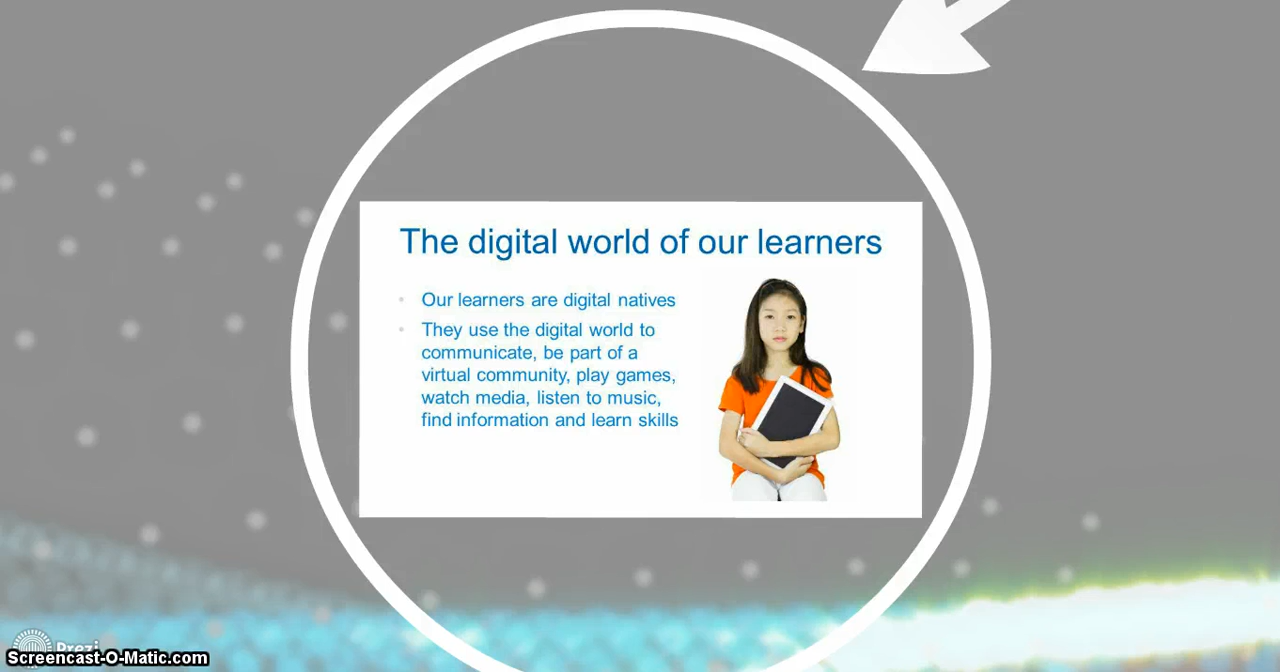 The digital world of our learners
• Our learners are digital natives
• They use the digital world to
communicate, be part of a
virtual community, play games,
watch media, listen to music,
find information and learn skills
Prezi
Screencast-O-Matic.com